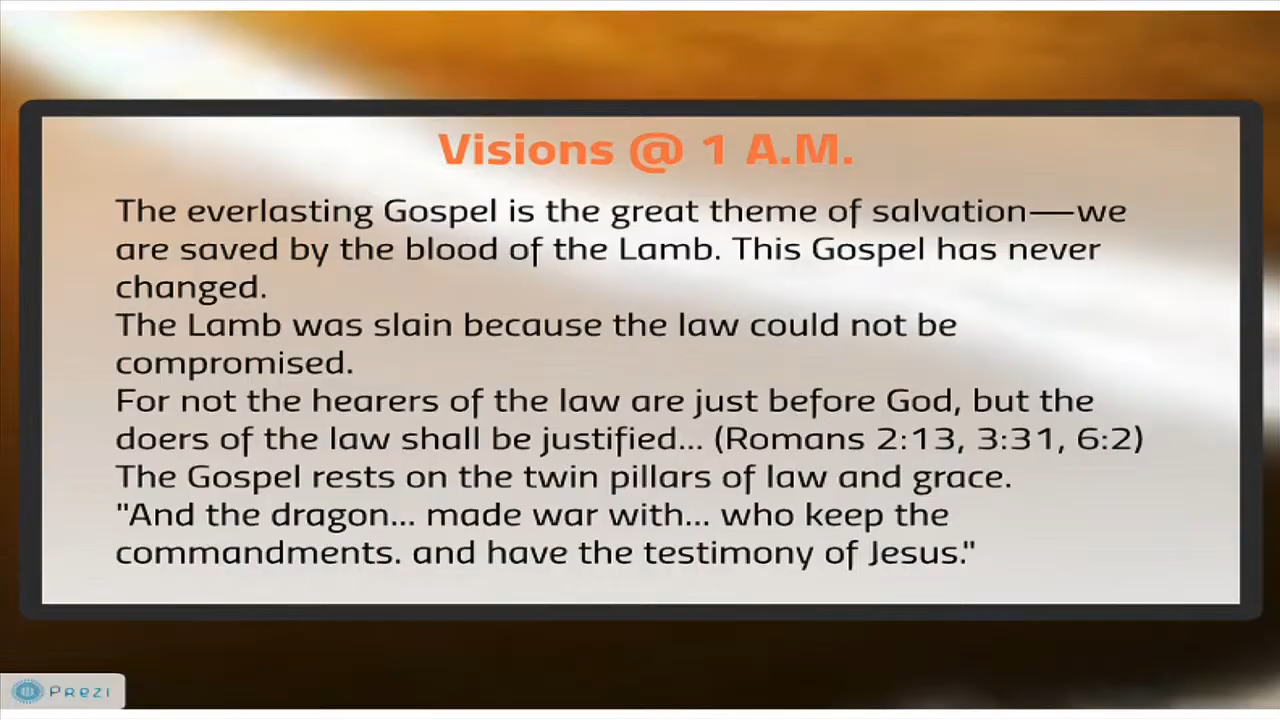 Visions @ 1 A.M.
The everlasting Gospel is the great theme of salvation—we
are saved by the blood of the Lamb. This Gospel has never
changed.
The Lamb was slain because the law could not be
compromised.
For not the hearers of the law are just before God, but the
doers of the law shall be justified... (Romans 2:13, 3:31, 6:2)
The Gospel rests on the twin pillars of law and grace.
"And the dragon... made war with... who keep the
commandments. and have the testimony of Jesus."
Prezi